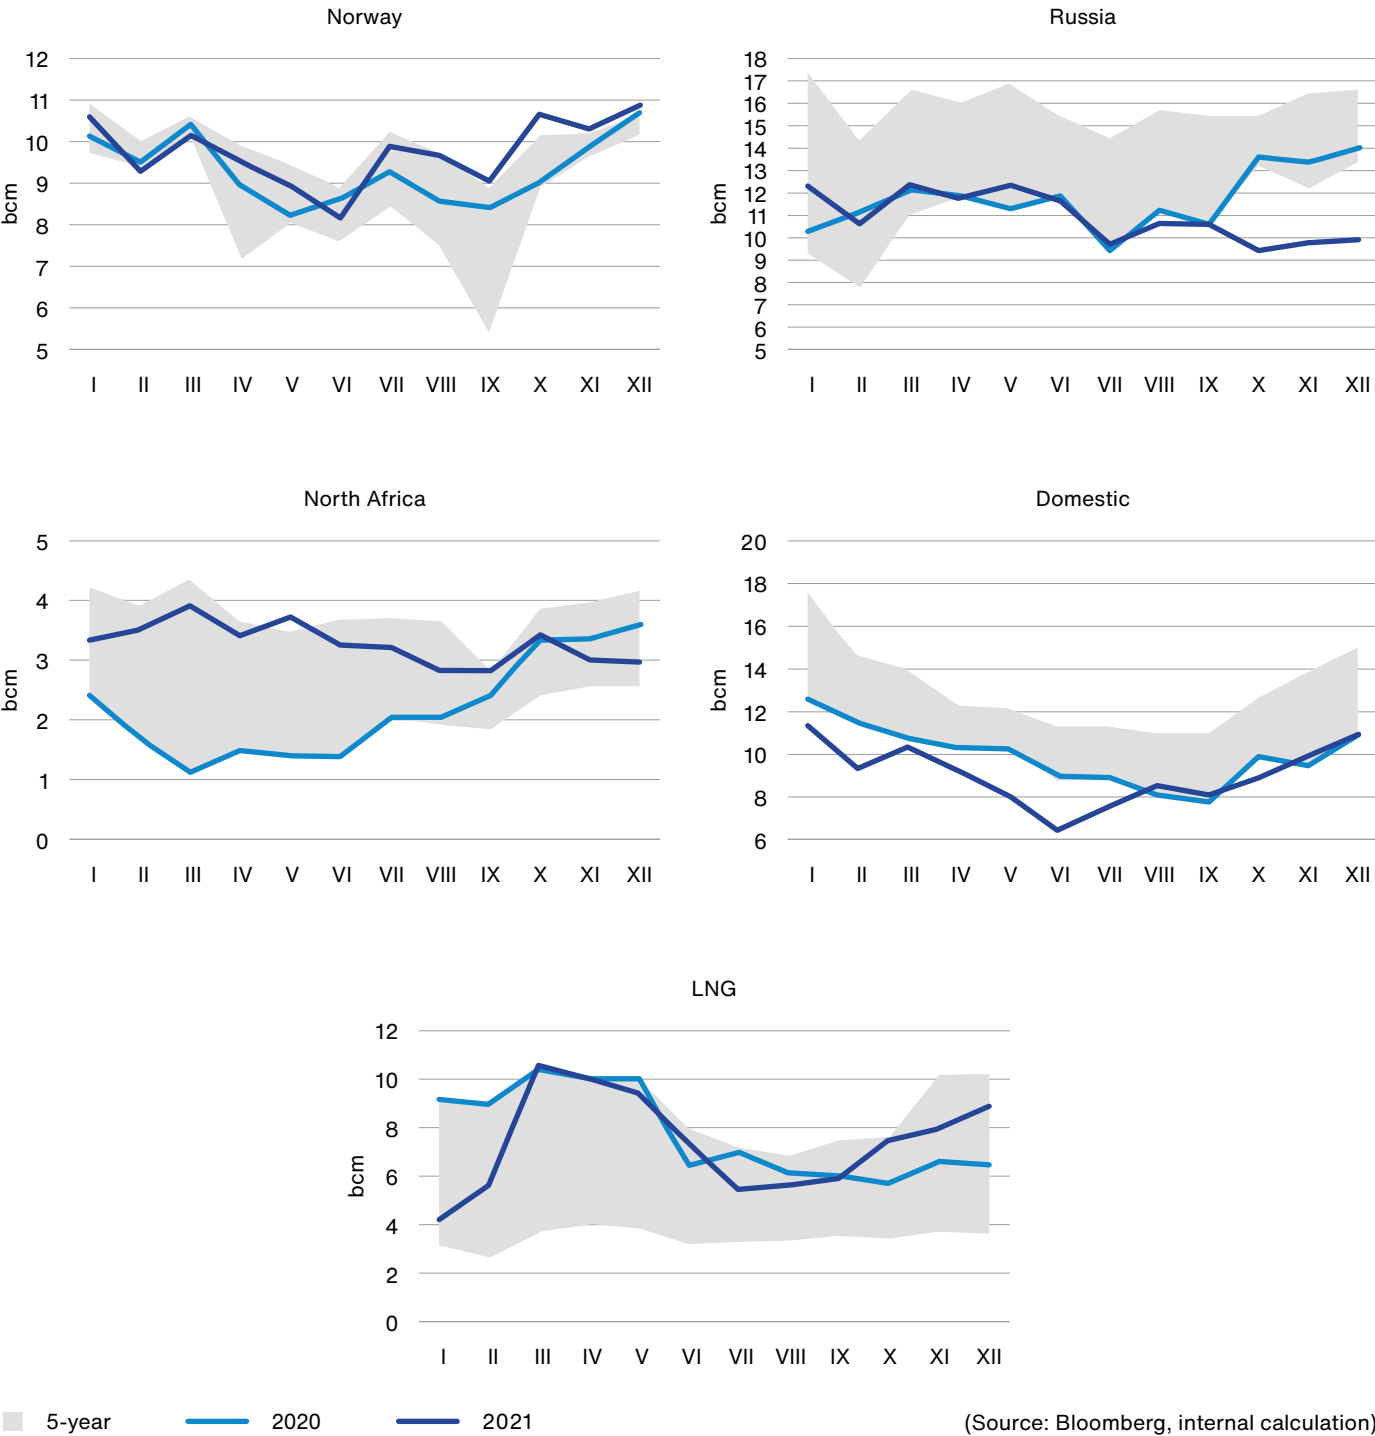 Norway
12
11
10
9
8
7
6
5
bcm
I II III IV V VI VII VIII IX X XI XII
Russia
18
17
16
15
14
13
12
11
10
9
8
7
6
5
bcm
I II III IV V VI VII VIII IX X XI XII
North Africa
5
4
3
2
1
0
bcm
I II III IV V VI VII VIII IX X XI XII
Domestic
20
18
16
14
12
10
8
6
bcm
I II III IV V VI VII VIII IX X XI XII
LNG
12
10
8
6
4
2
0
bcm
I II III IV V VI VII VIII IX X XI XII
5-year 2020 2021 (Source: Bloomberg, internal calculation)